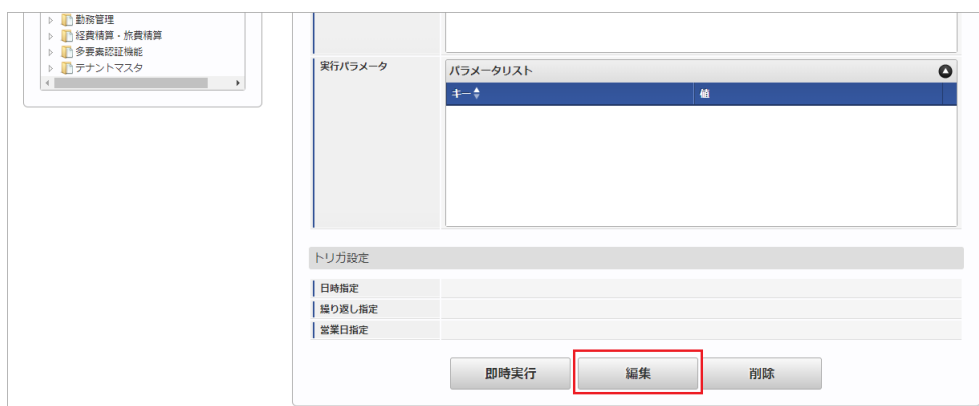 勤務管理
経費精算・旅費精算
多要素認証機能
テナントマスタ
実行パラメータ
パラメータリスト
キー
値
トリガ設定
日時指定
繰り返し指定
営業日指定
即時実行
編集
削除